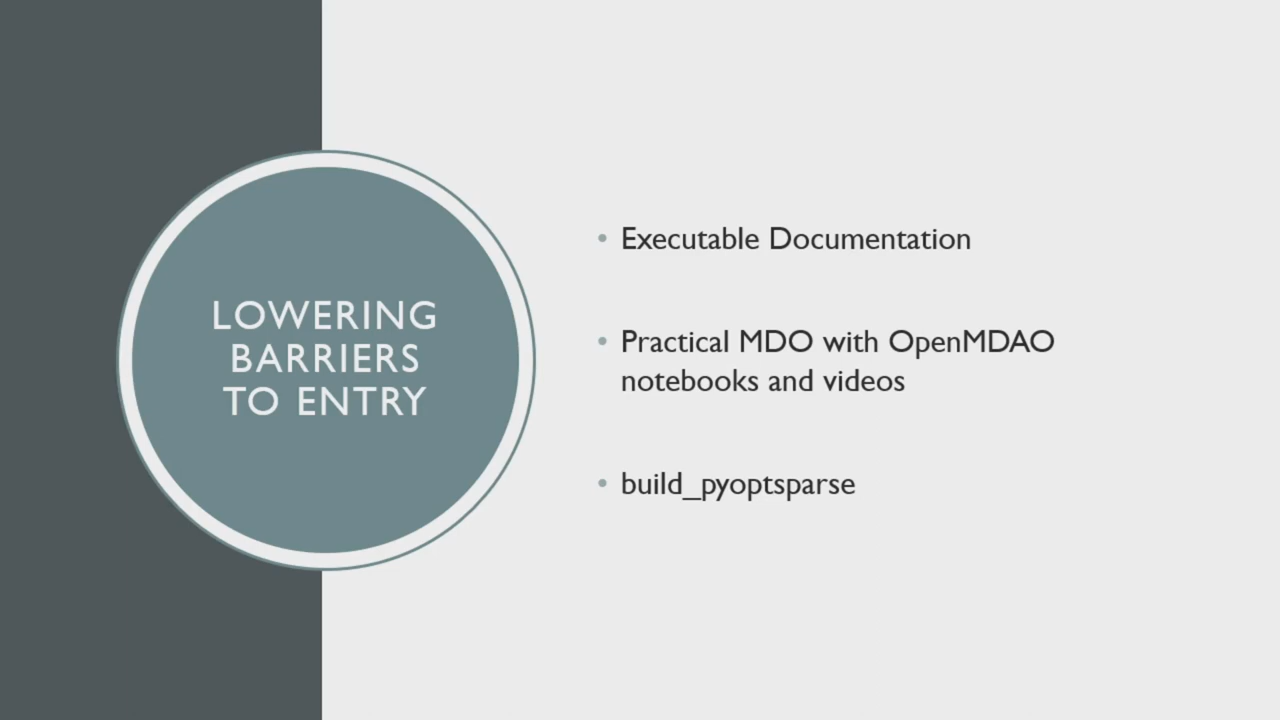 LOWERING
BARRIERS
TO ENTRY
• Executable Documentation
• Practical MDO with OpenMDAO
notebooks and videos
• build_pyoptsparse